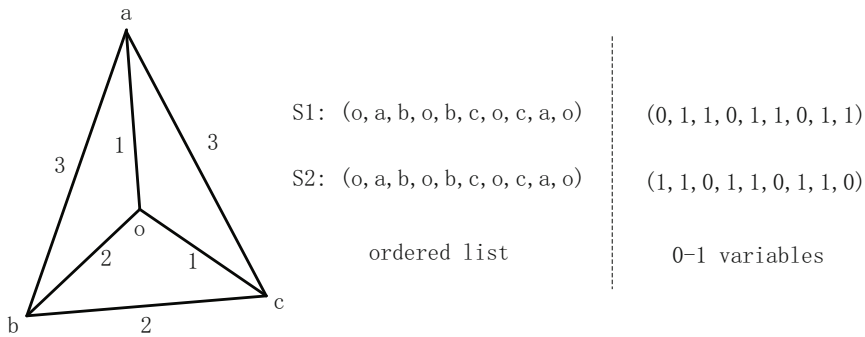 a
S1: (o,a,b,o,b,c,o,c,a,o) (0,1,1,0,1,1,0,1,1)
1
3
3
S2: (o,a,b,o,b,c,o,c,a,o) (1,1,0,1,1,0,1,1,0)
o
2
1
ordered list 0-1 variables
c
b
2